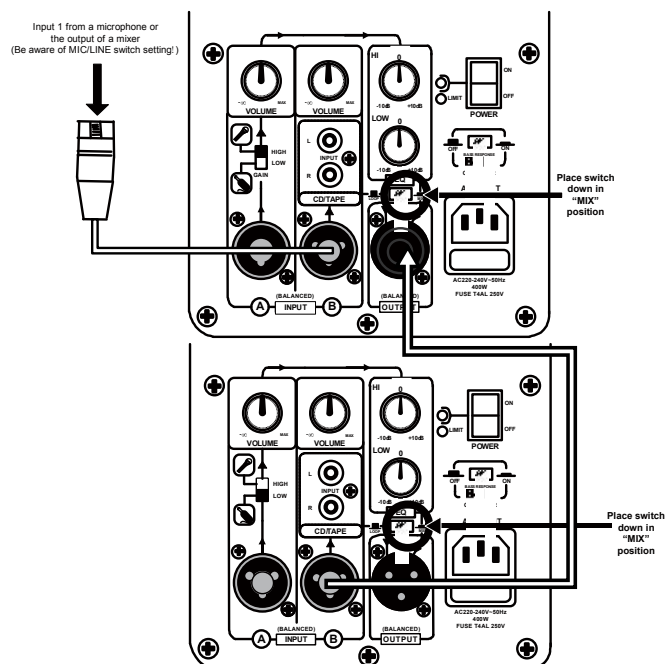 Input 1 from a microphone or
the output of a mixer
(Be aware of MIC/LINE switch setting!)
HI
0
-10dB
+10dB
MAX
MAX
VOLUME
VOLUME
LIMIT
ON
OFF
POWER
LOW
0
-10dB
+10dB
L
INPUT
R
HIGH
LOW
GAIN
CD/TAPE
EQ
LOOP
OFF
ON
BASS RESPONSE
Place switch
down in
“MIX”
position
AC220-240V~50Hz
400W
FUSE T4AL 250V
(BALANCED)
A INPUT B
(BALANCED)
OUTPUT
HI
0
-10dB
+10dB
MAX
MAX
VOLUME
VOLUME
LIMIT
ON
OFF
POWER
LOW
0
-10dB
+10dB
L
INPUT
R
HIGH
LOW
CD/TAPE
EQ
LOOP
OFF
ON
BASS RESPONSE
Place switch
down in
“MIX”
position
AC220-240V~50Hz
400W
FUSE T4AL 250V
(BALANCED)
A INPUT B
(BALANCED)
OUTPUT